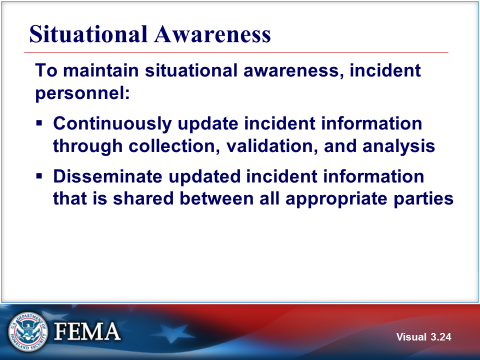 Situational Awareness
To maintain situational awareness, incident
personnel:
▪ Continuously update incident information
through collection, validation, and analysis
▪ Disseminate updated incident information
that is shared between all appropriate parties
FEMA
Visual 3.24